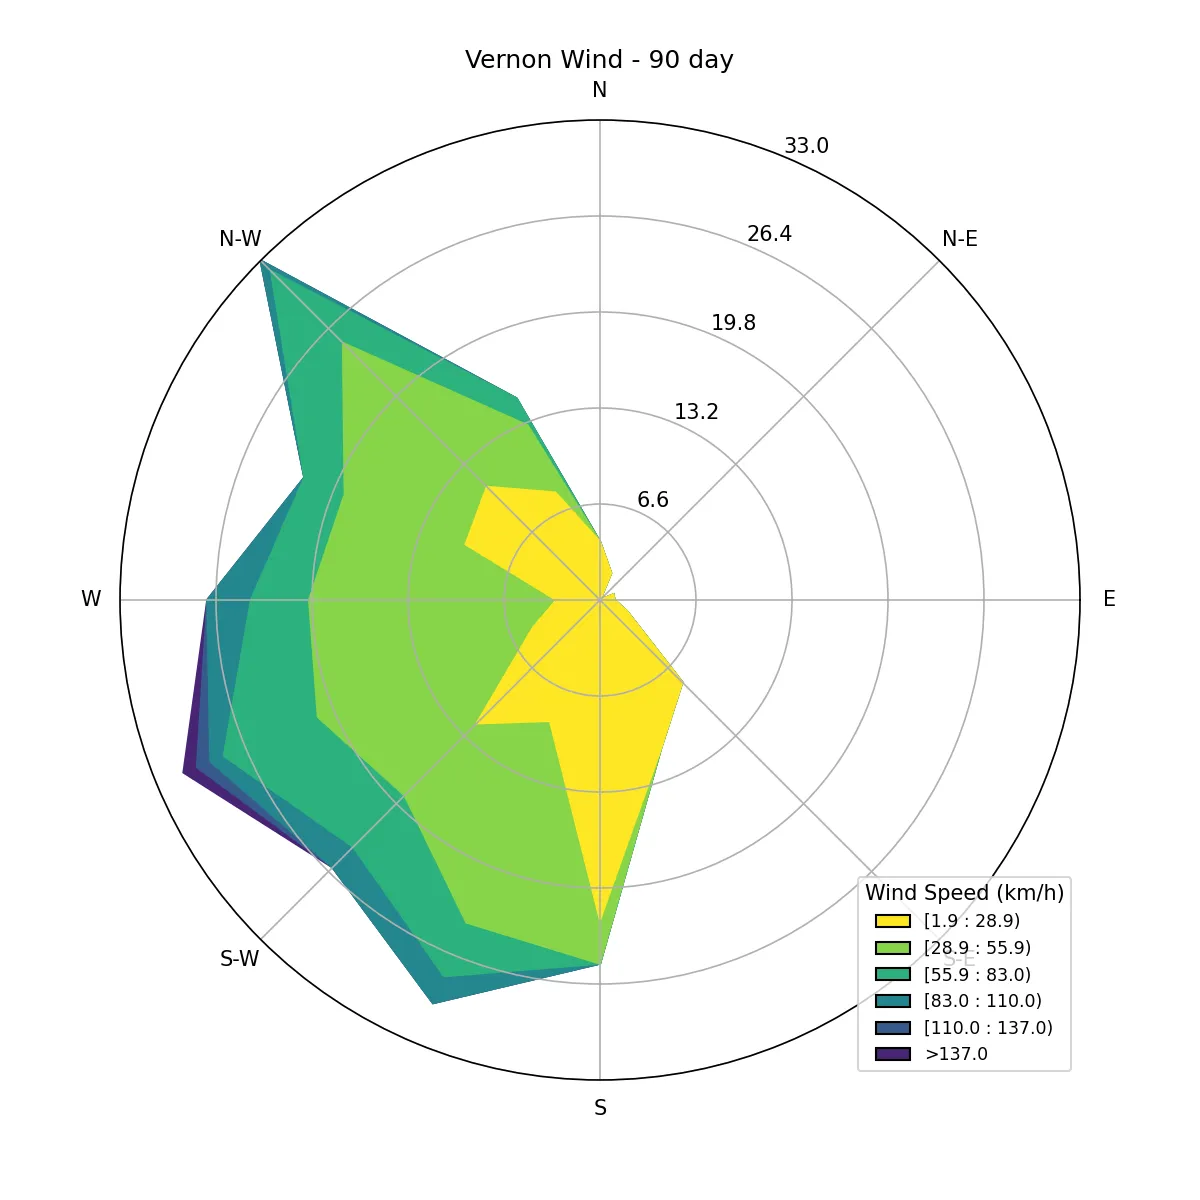 Vernon Wind - 90 day
N
33.0
26.4
N-W
N-E
19.8
13.2
6.6
W
E
S-W
S-E
Wind Speed (km/h)
[1.9 : 28.9)
[28.9 : 55.9)
[55.9 : 83.0)
[83.0 : 110.0)
[110.0 : 137.0)
>137.0
S